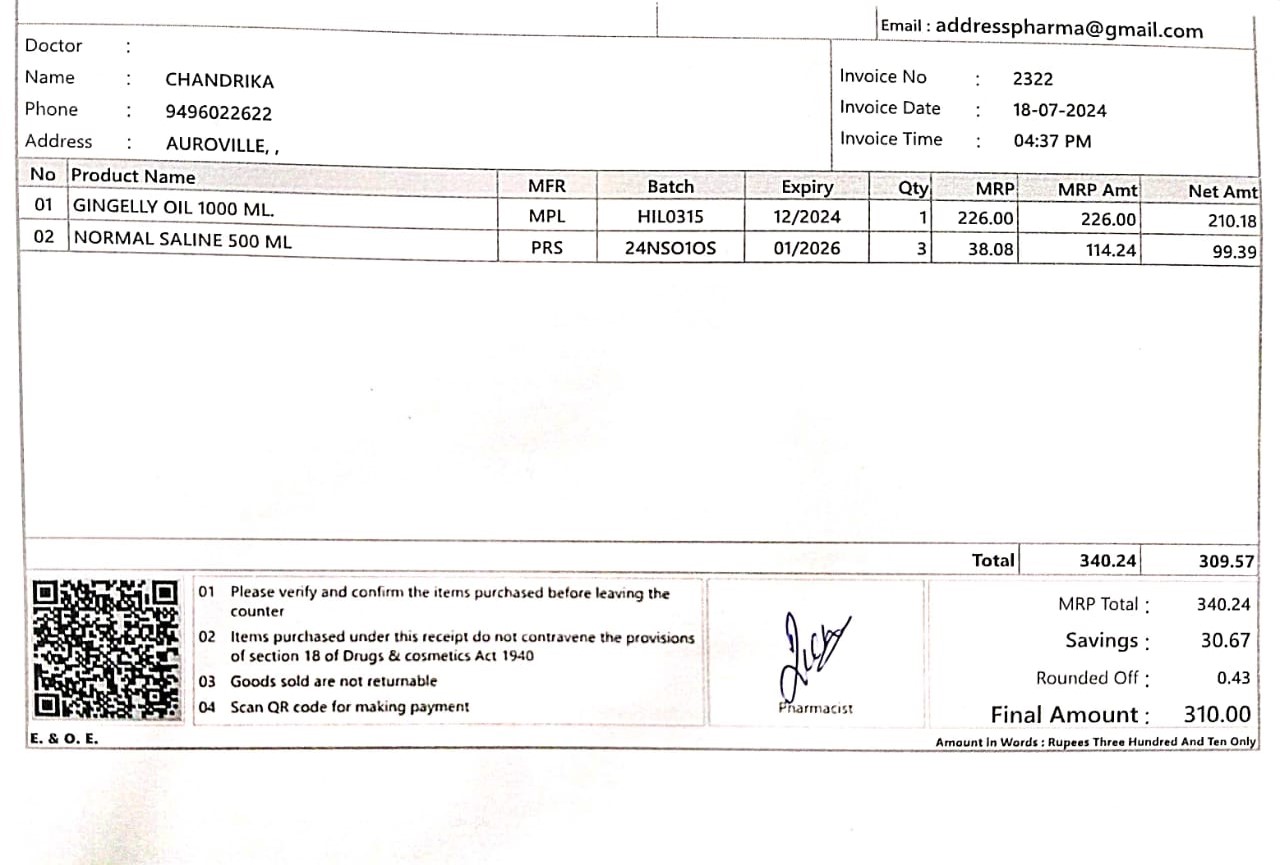 Email : addresspharma@gmail.com
Doctor :
Name : CHANDRIKA
Phone : 9496022622
Address : AUROVILLE, ,
Invoice No : 2322
Invoice Date : 18-07-2024
Invoice Time : 04:37 PM
No Product Name MFR Batch Expiry Qty MRP MRP Amt Net Amt
01 GINGELLY OIL 1000 ML. MPL HIL0315 12/2024 1 226.00 226.00 210.18
02 NORMAL SALINE 500 ML PRS 24NSO1OS 01/2026 3 38.08 114.24 99.39
Total 340.24 309.57
01 Please verify and confirm the items purchased before leaving the
counter
02 Items purchased under this receipt do not contravene the provisions
of section 18 of Drugs & cosmetics Act 1940
03 Goods sold are not returnable
04 Scan QR code for making payment
Pharmacist
MRP Total : 340.24
Savings : 30.67
Rounded Off : 0.43
Final Amount : 310.00
E. & O. E.
Amount In Words : Rupees Three Hundred And Ten Only